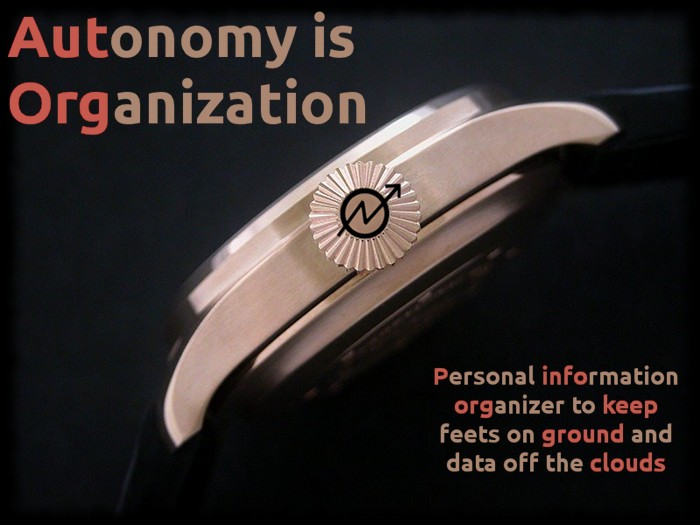 Autonomy is
Organization
Personal information
organizer to keep
feets on ground and
data off the clouds